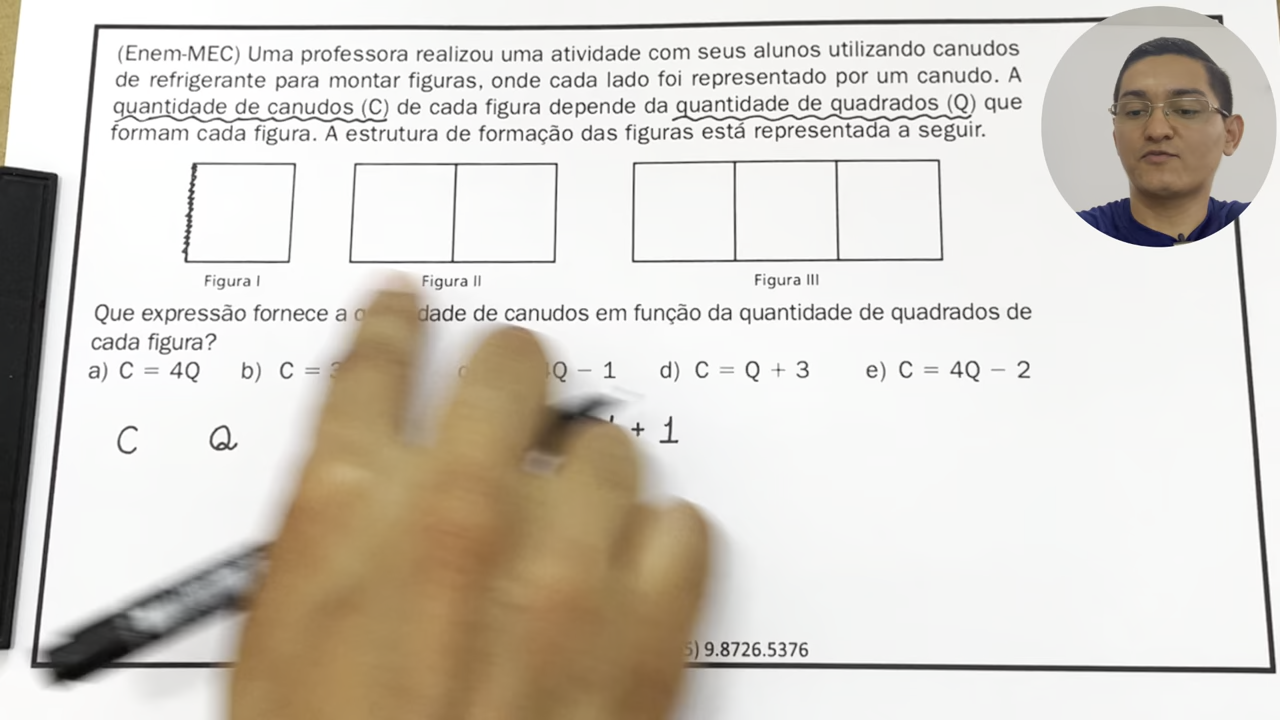 (Enem-MEC) Uma professora realizou uma atividade com seus alunos utilizando canudos
de refrigerante para montar figuras, onde cada lado foi representado por um canudo. A
quantidade de canudos (C) de cada figura depende da quantidade de quadrados (Q) que
formam cada figura. A estrutura de formação das figuras está representada a seguir.
Figura I Figura II Figura III
Que expressão fornece a dade de canudos em função da quantidade de quadrados de
cada figura?
a) C = 4Q b) C = Q − 1 d) C = Q + 3 e) C = 4Q − 2
C Q + 1
) 9.8726.5376